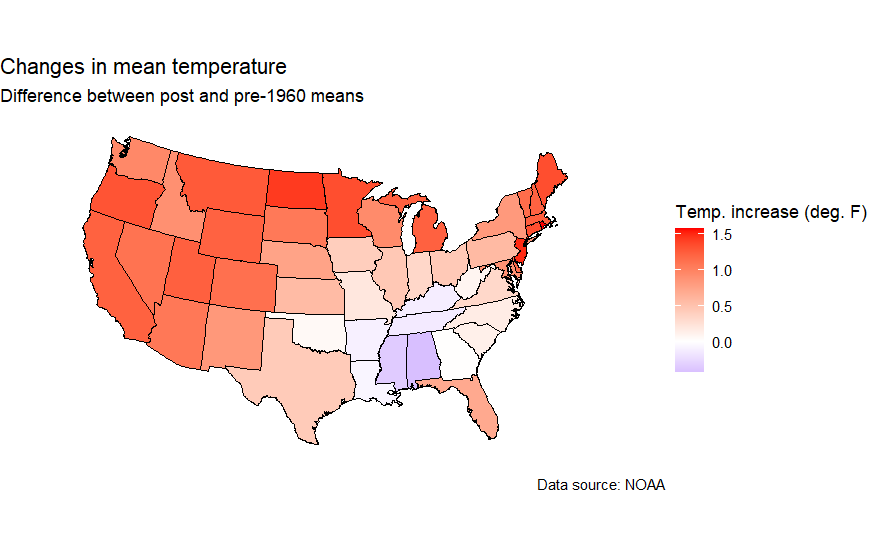 Changes in mean temperature
Difference between post and pre-1960 means
Temp. increase (deg. F)
1.5
1.0
0.5
0.0
Data source: NOAA